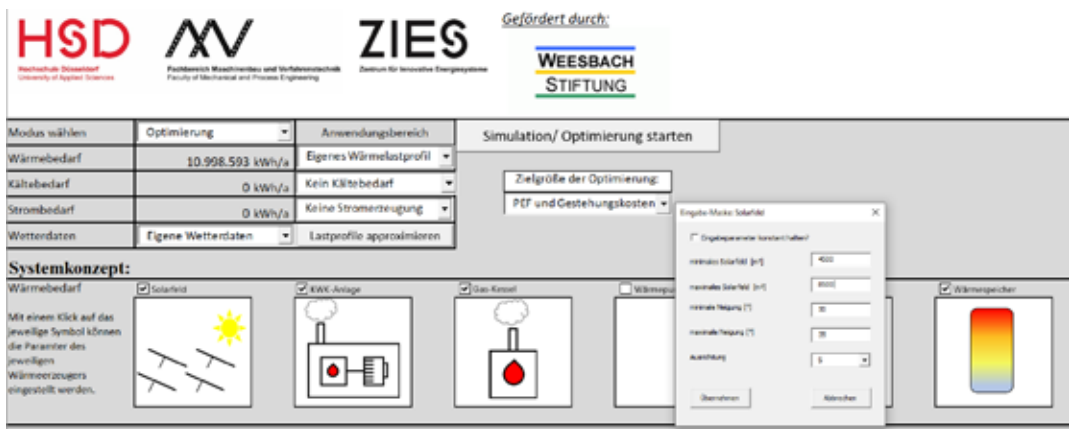 Gefördert durch:
HSD
Hochschule Düsseldorf
University of Applied Sciences
Fachbereich Maschinenbau und Verfahrenstechnik
Faculty of Mechanical and Process Engineering
ZIES
Zentrum für Innovative Energiesysteme
WEESBACH
STIFTUNG
Modus wählen
Optimierung
Anwendungsbereich
Simulation/ Optimierung starten
Wärmebedarf
10.998.593 kWh/a
Eigenes Wärmelastprofil
Kältebedarf
0 kWh/a
Kein Kältebedarf
Zielgröße der Optimierung:
Strombedarf
0 kWh/a
Keine Stromerzeugung
PEF und Gestehungskosten
Wetterdaten
Eigene Wetterdaten
Lastprofile approximieren
Systemkonzept:
Wärmebedarf
Mit einem Klick auf das
jeweilige Symbol können
die Paramter des
jeweiligen
Wärmeerzeugers
eingestellt werden.
Solarfeld
KWK-Anlage
Gas-Kessel
Wärmepu
Wärmespeicher
Eingabe-Maske: Solarfeld
Eingabeparameter konstant halten?
minimales Solarfeld [m²]
4500
maximales Solarfeld [m²]
minimale Neigung [°]
maximale Neigung [°]
Ausrichtung
S
Übernehmen
Abbrechen